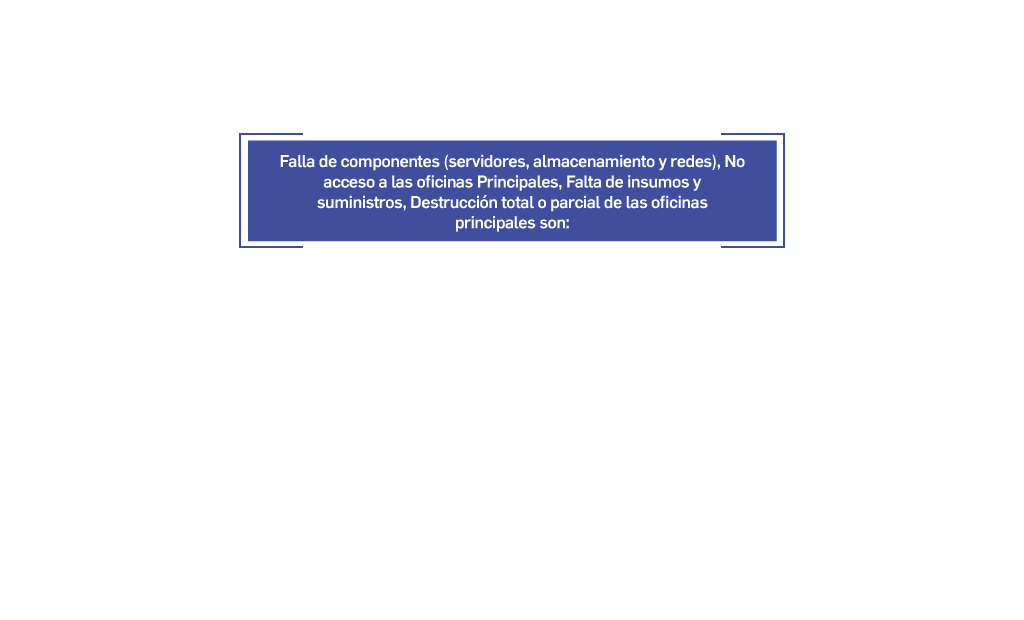 Falla de componentes (servidores, almacenamiento y redes), No
acceso a las oficinas Principales, Falta de insumos y
suministros, Destrucción total o parcial de las oficinas
principales son: